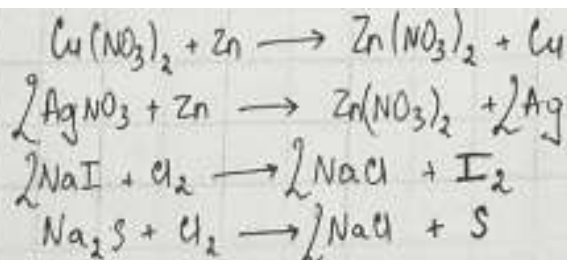 Cu(NO₃)₂ + Zn → Zn(NO₃)₂ + Cu
2AgNO₃ + Zn → Zn(NO₃)₂ + 2Ag
2NaI + Cl₂ → 2NaCl + I₂
Na₂S + Cl₂ → 2NaCl + S